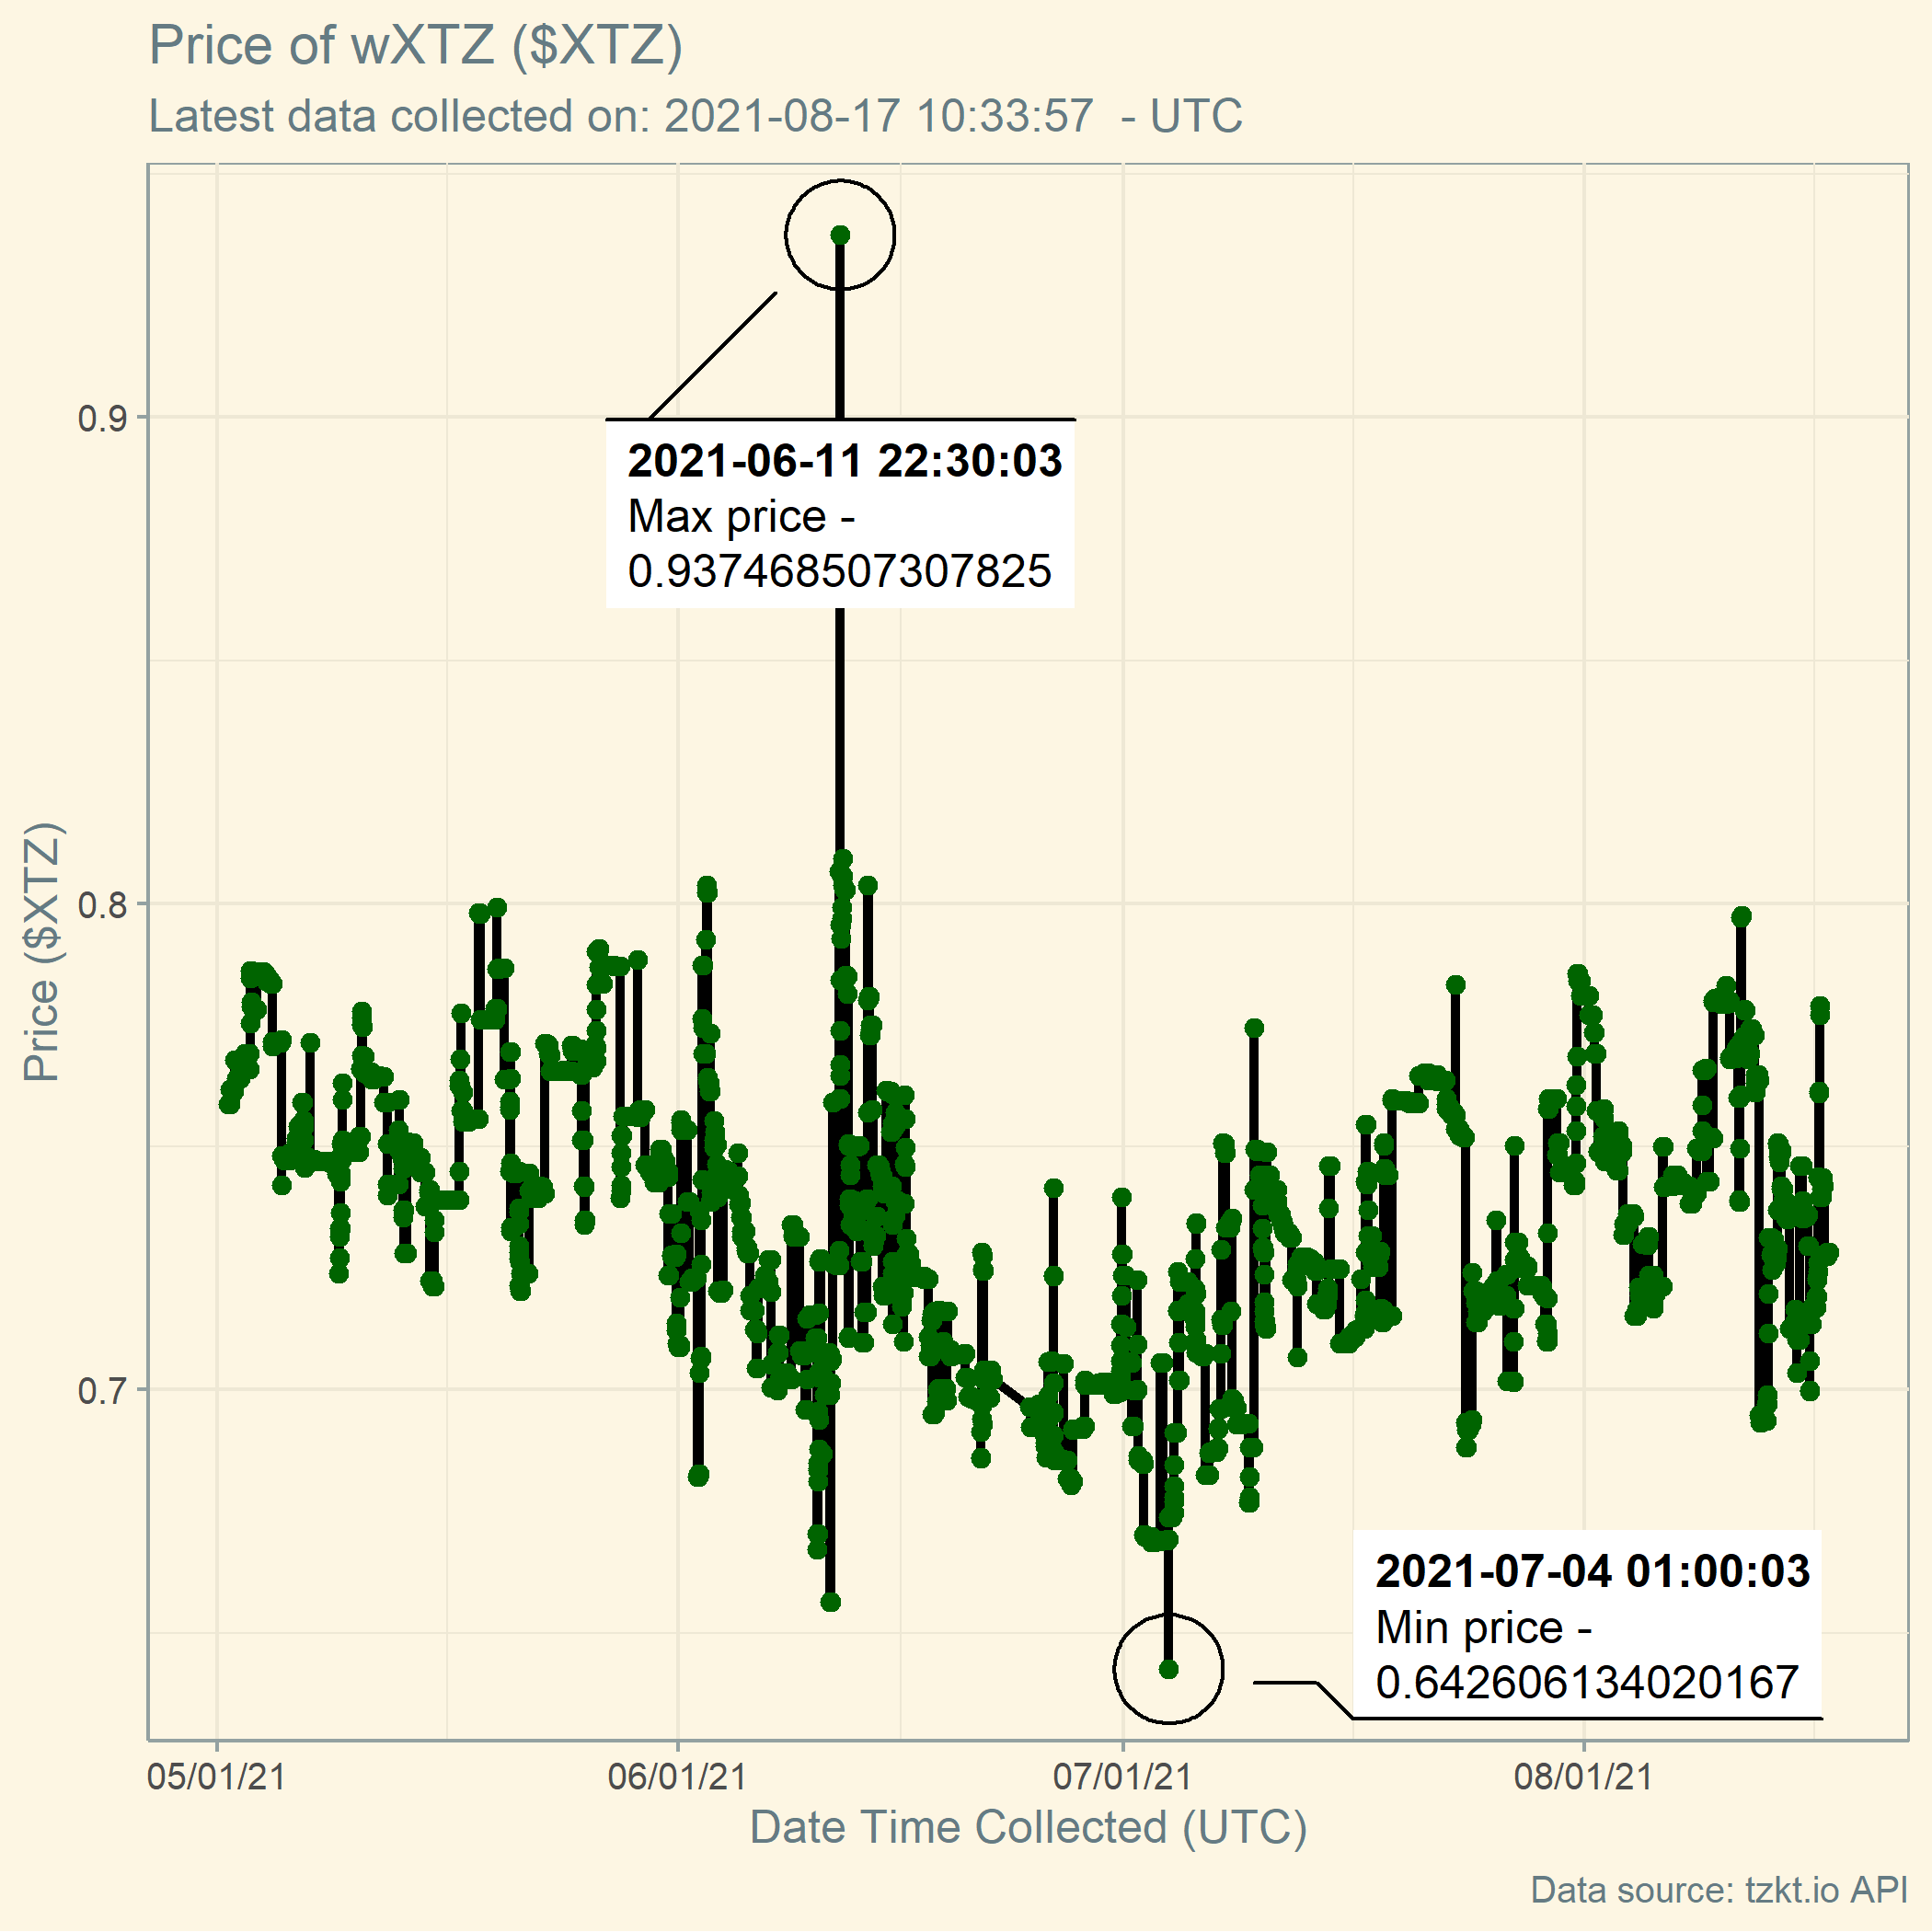 Price of wXTZ ($XTZ)
Latest data collected on: 2021-08-17 10:33:57  - UTC
2021-06-11 22:30:03
Max price -
0.937468507307825
0.9
0.8
0.7
Price ($XTZ)
2021-07-04 01:00:03
Min price -
0.642606134020167
05/01/21
06/01/21
07/01/21
08/01/21
Date Time Collected (UTC)
Data source: tzkt.io API